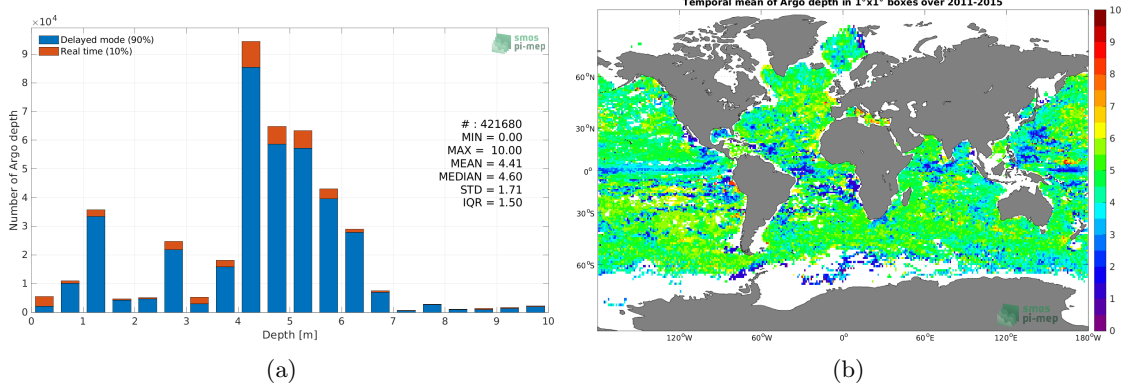 ×10⁴
Delayed mode (90%)
Real time (10%)
smos
pi-mep
9
8
7
6
5
4
3
2
1
0
Number of Argo depth
# : 421680
MIN = 0.00
MAX = 10.00
MEAN = 4.41
MEDIAN = 4.60
STD = 1.71
IQR = 1.50
0 1 2 3 4 5 6 7 8 9 10
Depth [m]
(a)
Temporal mean of Argo depth in 1°x1° boxes over 2011-2015
60°N
30°N
0°
30°S
60°S
120°W 60°W 0° 60°E 120°E 180°W
smos
pi-mep
10
9
8
7
6
5
4
3
2
1
0
(b)